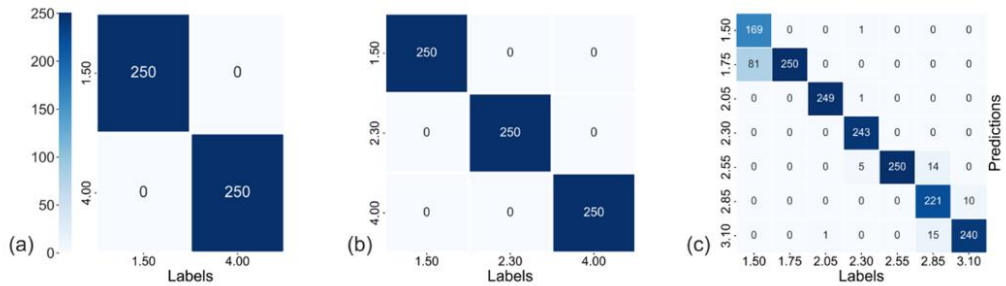 250
200
150
100
50
0
(a)
1.50
4.00
250 0
0 250
1.50 4.00
Labels
(b)
1.50
2.30
4.00
250 0 0
0 250 0
0 0 250
1.50 2.30 4.00
Labels
(c)
1.50
1.75
2.05
2.30
2.55
2.85
3.10
169 0 0 1 0 0 0
81 250 0 0 0 0 0
0 0 249 1 0 0 0
0 0 0 243 0 0 0
0 0 0 5 250 14 0
0 0 0 0 0 221 10
0 0 1 0 0 15 240
1.50 1.75 2.05 2.30 2.55 2.85 3.10
Labels
Predictions